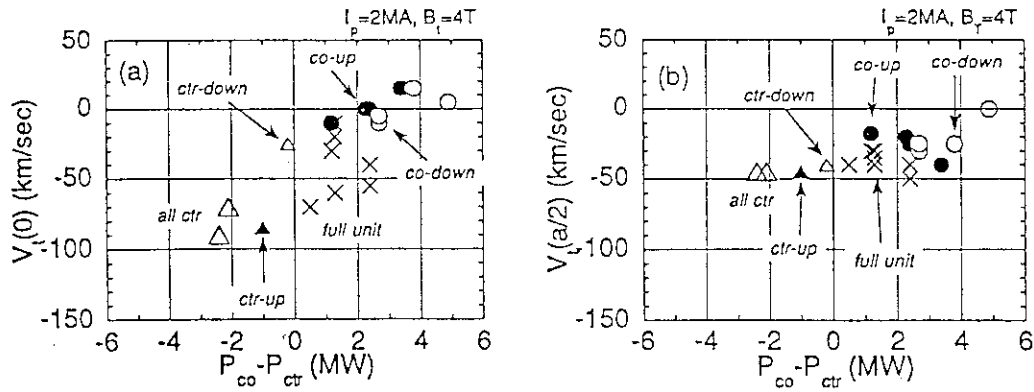 I_p=2MA, B_t=4T
(a)
50
0
-50
-100
-150
V_t(0) (km/sec)
co-up
ctr-down
co-down
all ctr
full unit
ctr-up
-6 -4 -2 0 2 4 6
P_co-P_ctr (MW)
I_p=2MA, B_T=4T
(b)
50
0
-50
-100
-150
V_t(a/2) (km/sec)
co-up
co-down
ctr-down
all ctr
ctr-up
full unit
-6 -4 -2 0 2 4 6
P_co-P_ctr (MW)